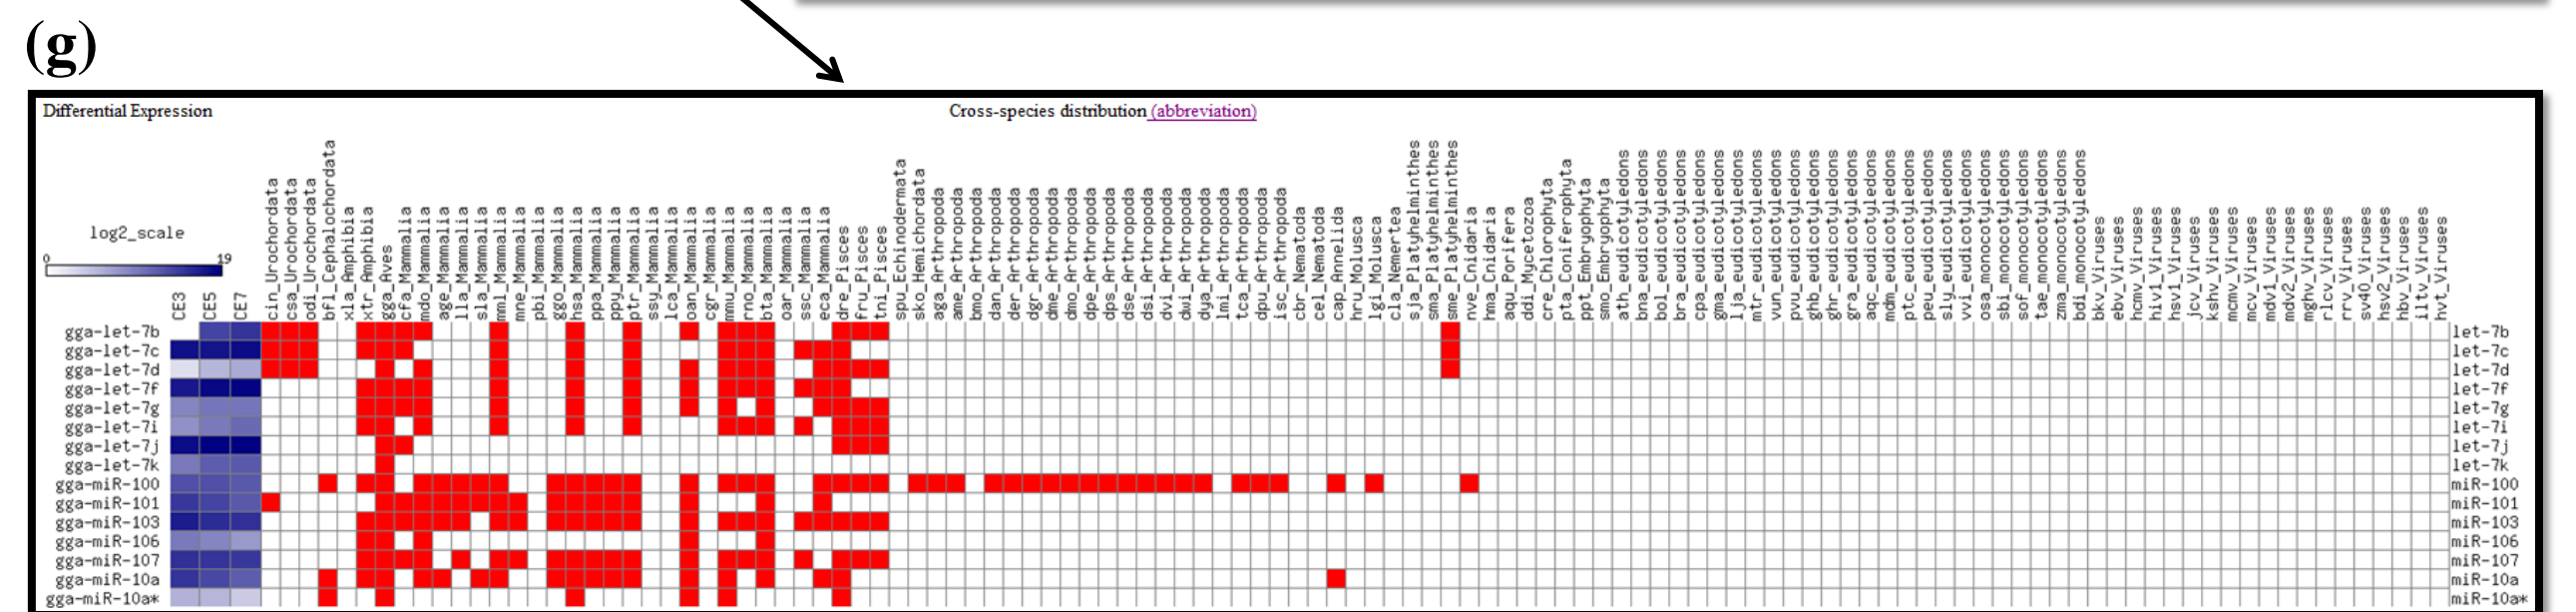 (g)
Differential Expression
Cross-species distribution (abbreviation)
log2_scale
0 19
CE3
CE5
CE7
cin_Urochordata
csa_Urochordata
odi_Urochordata
bfl_Cephalochordata
xla_Amphibia
xtr_Amphibia
gga_Aves
cfa_Mammalia
mdo_Mammalia
age_Mammalia
lla_Mammalia
sla_Mammalia
mml_Mammalia
mne_Mammalia
pbi_Mammalia
ggo_Mammalia
hsa_Mammalia
ppa_Mammalia
ppy_Mammalia
ptr_Mammalia
ssy_Mammalia
lca_Mammalia
oan_Mammalia
cgr_Mammalia
mmu_Mammalia
rno_Mammalia
bta_Mammalia
oar_Mammalia
ssc_Mammalia
eca_Mammalia
dre_Pisces
fru_Pisces
tni_Pisces
spu_Echinodermata
sko_Hemichordata
aga_Arthropoda
ame_Arthropoda
bmo_Arthropoda
dan_Arthropoda
der_Arthropoda
dgr_Arthropoda
dme_Arthropoda
dmo_Arthropoda
dpe_Arthropoda
dps_Arthropoda
dse_Arthropoda
dsi_Arthropoda
dvi_Arthropoda
dwi_Arthropoda
dya_Arthropoda
lmi_Arthropoda
tca_Arthropoda
dpu_Arthropoda
isc_Arthropoda
cbr_Nematoda
cel_Nematoda
cap_Annelida
hru_Molusca
lgi_Molusca
cla_Nemertea
sja_Platyhelminthes
sma_Platyhelminthes
sme_Platyhelminthes
nve_Cnidaria
hma_Cnidaria
aqu_Porifera
ddi_Mycetozoa
cre_Chlorophyta
pta_Coniferophyta
ppt_Embryophyta
smo_Embryophyta
ath_eudicotyledons
bna_eudicotyledons
bol_eudicotyledons
bra_eudicotyledons
cpa_eudicotyledons
gma_eudicotyledons
lja_eudicotyledons
mtr_eudicotyledons
vun_eudicotyledons
pvu_eudicotyledons
ghb_eudicotyledons
ghr_eudicotyledons
gra_eudicotyledons
aqc_eudicotyledons
mdm_eudicotyledons
ptc_eudicotyledons
peu_eudicotyledons
sly_eudicotyledons
vvi_eudicotyledons
osa_monocotyledons
sbi_monocotyledons
sof_monocotyledons
tae_monocotyledons
zma_monocotyledons
bdi_monocotyledons
bkv_Viruses
ebv_Viruses
hcmv_Viruses
hiv1_Viruses
hsv1_Viruses
jcv_Viruses
kshv_Viruses
mcmv_Viruses
mcv_Viruses
mdv1_Viruses
mdv2_Viruses
mghv_Viruses
rlcv_Viruses
rrv_Viruses
sv40_Viruses
hsv2_Viruses
hbv_Viruses
iltv_Viruses
hvt_Viruses
gga-let-7b let-7b
gga-let-7c let-7c
gga-let-7d let-7d
gga-let-7f let-7f
gga-let-7g let-7g
gga-let-7i let-7i
gga-let-7j let-7j
gga-let-7k let-7k
gga-miR-100 miR-100
gga-miR-101 miR-101
gga-miR-103 miR-103
gga-miR-106 miR-106
gga-miR-107 miR-107
gga-miR-10a miR-10a
gga-miR-10a* miR-10a*